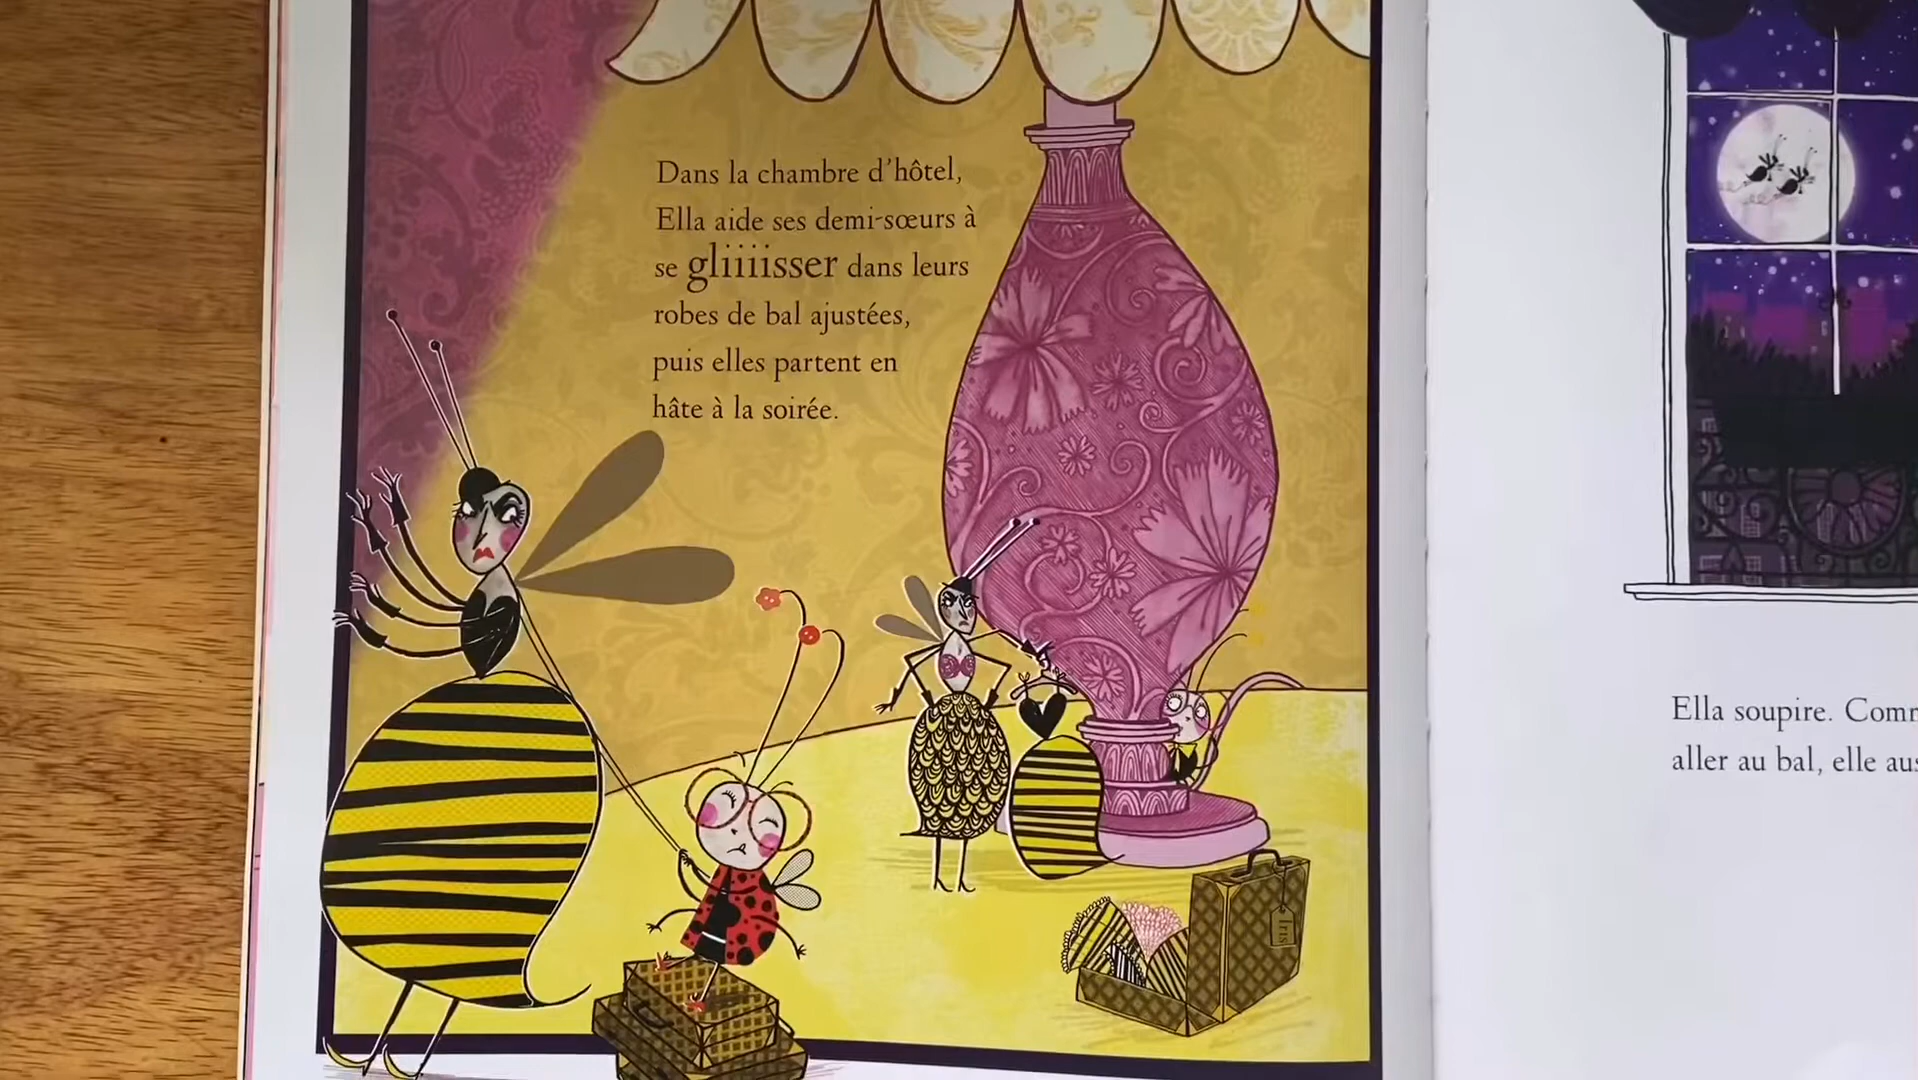 Dans la chambre d'hôtel,
Ella aide ses demi-sœurs à
se gliiiisser dans leurs
robes de bal ajustées,
puis elles partent en
hâte à la soirée.
Iris
Ella soupire.
aller au bal, elle